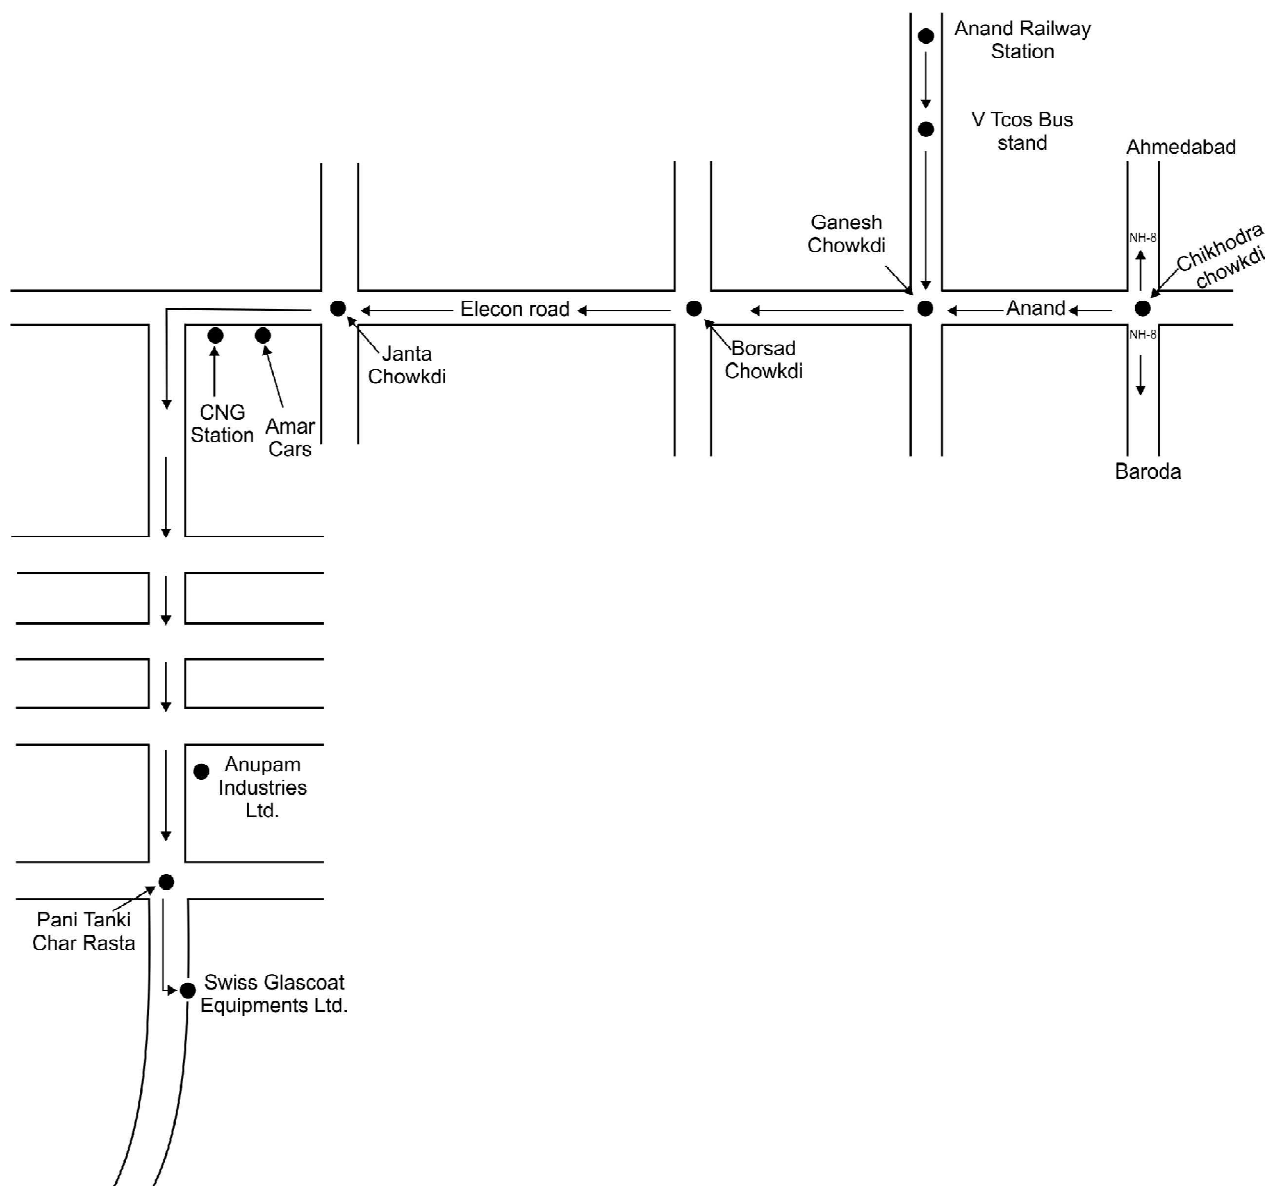 Anand Railway
Station
V Tcos Bus
stand
Ahmedabad
Ganesh
Chowkdi
NH-8
Chikhodra
chowkdi
Elecon road
Anand
NH-8
Janta
Chowkdi
Borsad
Chowkdi
CNG
Station
Amar
Cars
Baroda
Anupam
Industries
Ltd.
Pani Tanki
Char Rasta
Swiss Glascoat
Equipments Ltd.